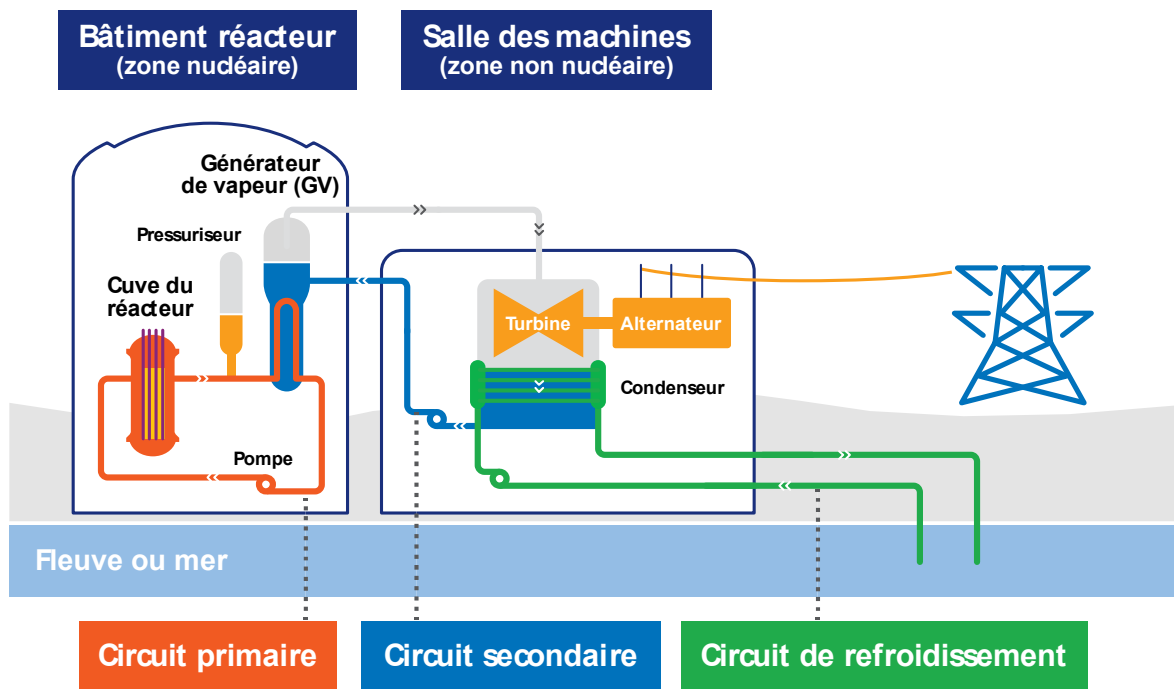 Bâtiment réacteur
(zone nucléaire)
Salle des machines
(zone non nucléaire)
Générateur
de vapeur (GV)
Pressuriseur
Cuve du
réacteur
Turbine
Alternateur
Condenseur
Pompe
Fleuve ou mer
Circuit primaire
Circuit secondaire
Circuit de refroidissement